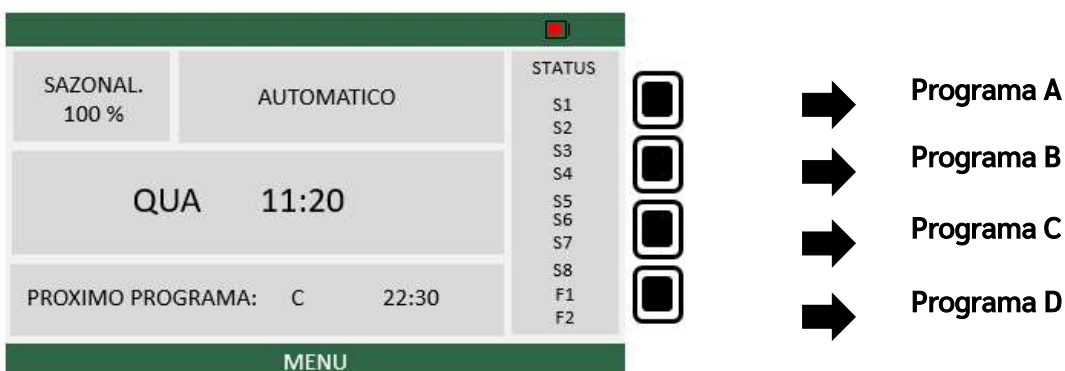 SAZONAL.
100 %
AUTOMATICO
QUA 11:20
PROXIMO PROGRAMA: C 22:30
STATUS
S1
S2
S3
S4
S5
S6
S7
S8
F1
F2
MENU
Programa A
Programa B
Programa C
Programa D